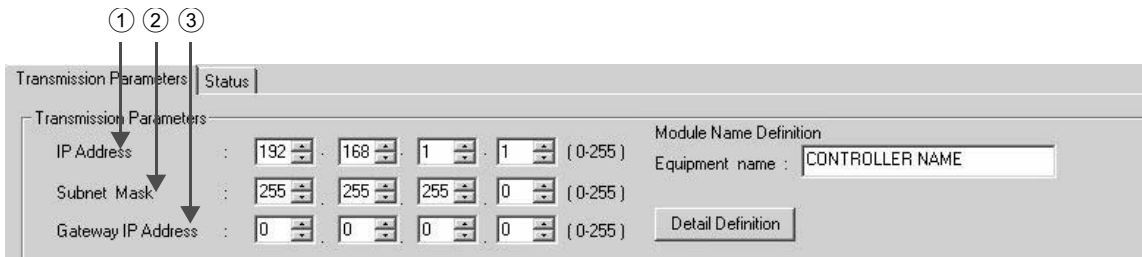 ① ② ③
Transmission Parameters Status
Transmission Parameters
Module Name Definition
IP Address : 192 . 168 . 1 . 1 (0-255)
Equipment name : CONTROLLER NAME
Subnet Mask : 255 . 255 . 255 . 0 (0-255)
Gateway IP Address : 0 . 0 . 0 . 0 (0-255)
Detail Definition